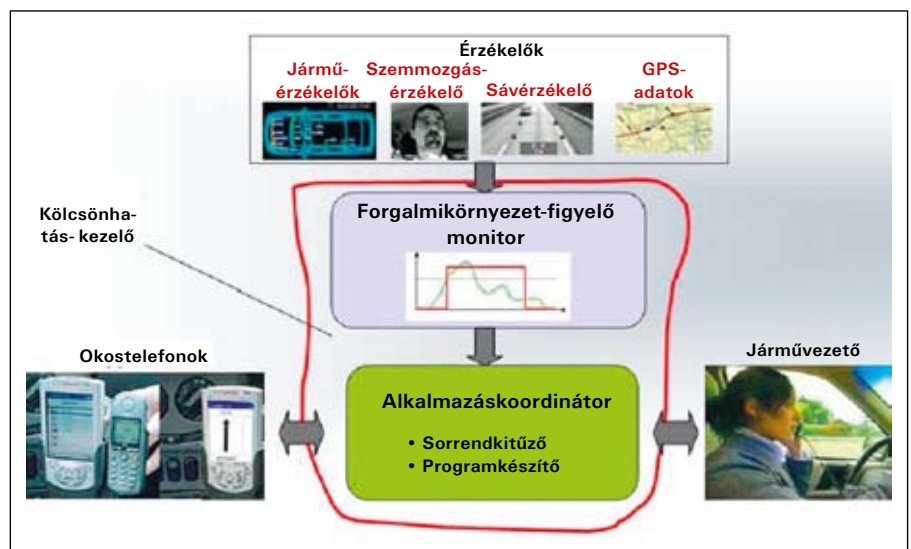 Érzékelők
Jármű-
érzékelők
Szemmozgás-
érzékelő
Sávérzékelő
GPS-
adatok
Forgalmikörnyezet-figyelő
monitor
Kölcsönha-
tás- kezelő
Okostelefonok
Járművezető
Alkalmazáskoordinátor
• Sorrendkitűző
• Programkészítő